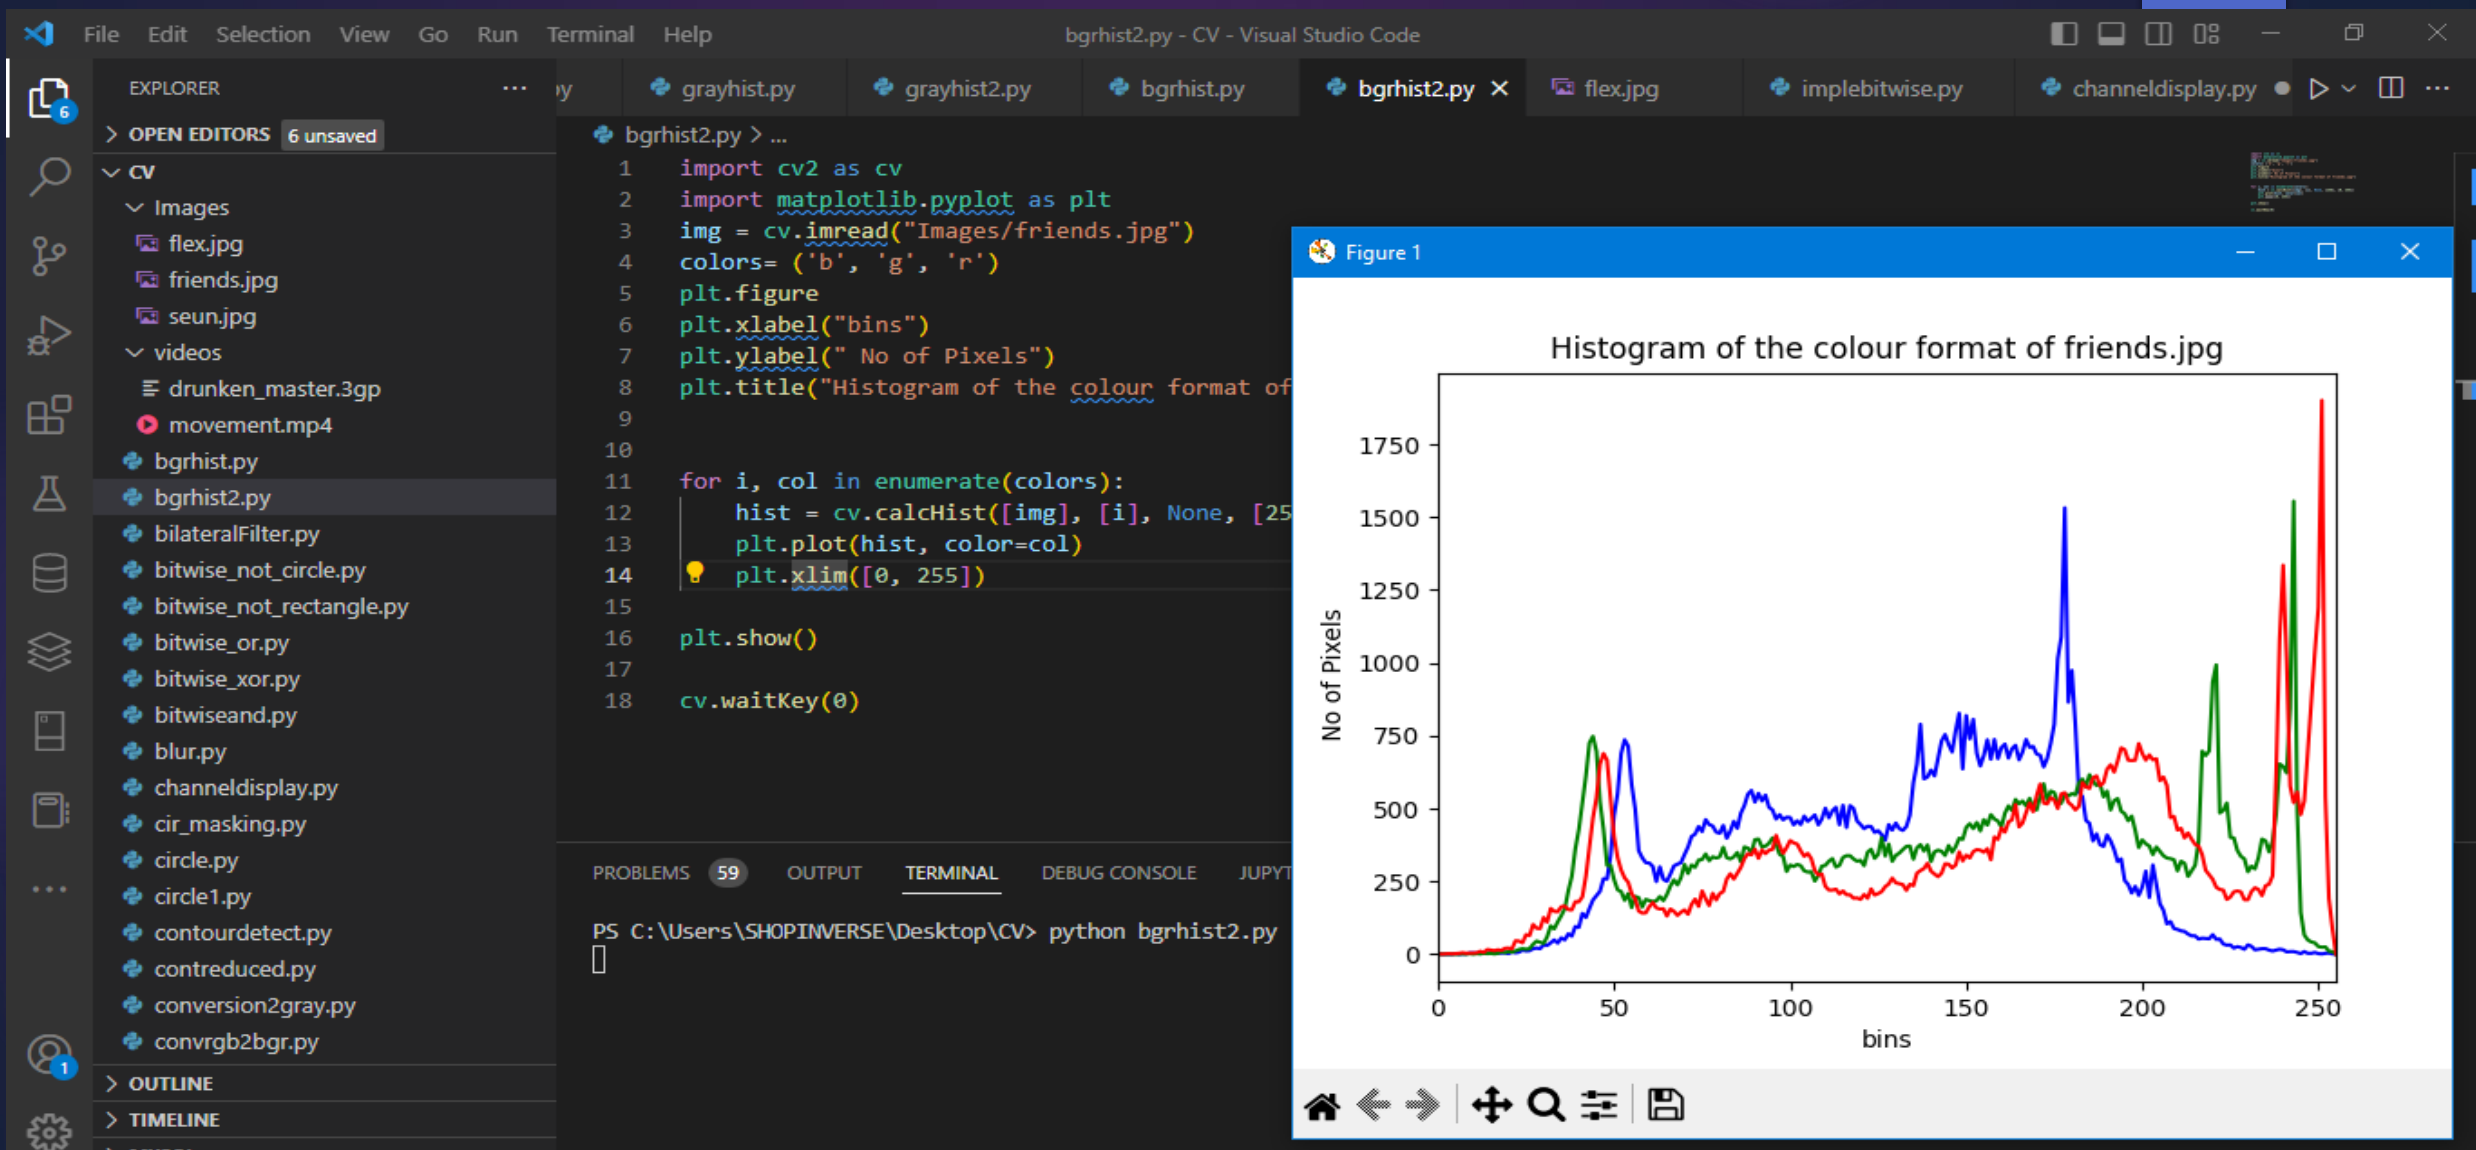 File Edit Selection View Go Run Terminal Help
bgrhist2.py - CV - Visual Studio Code
EXPLORER
6
OPEN EDITORS 6 unsaved
CV
Images
flex.jpg
friends.jpg
seun.jpg
videos
drunken_master.3gp
movement.mp4
bgrhist.py
bgrhist2.py
bilateralFilter.py
bitwise_not_circle.py
bitwise_not_rectangle.py
bitwise_or.py
bitwise_xor.py
bitwiseand.py
blur.py
channeldisplay.py
cir_masking.py
circle.py
circle1.py
contourdetect.py
contreduced.py
conversion2gray.py
convrgb2bgr.py
1
OUTLINE
TIMELINE
grayhist.py grayhist2.py bgrhist.py bgrhist2.py flex.jpg implebitwise.py channeldisplay.py
bgrhist2.py > ...
1 import cv2 as cv
2 import matplotlib.pyplot as plt
3 img = cv.imread("Images/friends.jpg")
4 colors= ('b', 'g', 'r')
5 plt.figure
6 plt.xlabel("bins")
7 plt.ylabel(" No of Pixels")
8 plt.title("Histogram of the colour format of
9
10
11 for i, col in enumerate(colors):
12 hist = cv.calcHist([img], [i], None, [25
13 plt.plot(hist, color=col)
14 plt.xlim([0, 255])
15
16 plt.show()
17
18 cv.waitKey(0)
PROBLEMS 59 OUTPUT TERMINAL DEBUG CONSOLE JUPYT
PS C:\Users\SHOPINVERSE\Desktop\CV> python bgrhist2.py
Figure 1
Histogram of the colour format of friends.jpg
No of Pixels
1750
1500
1250
1000
750
500
250
0
0 50 100 150 200 250
bins